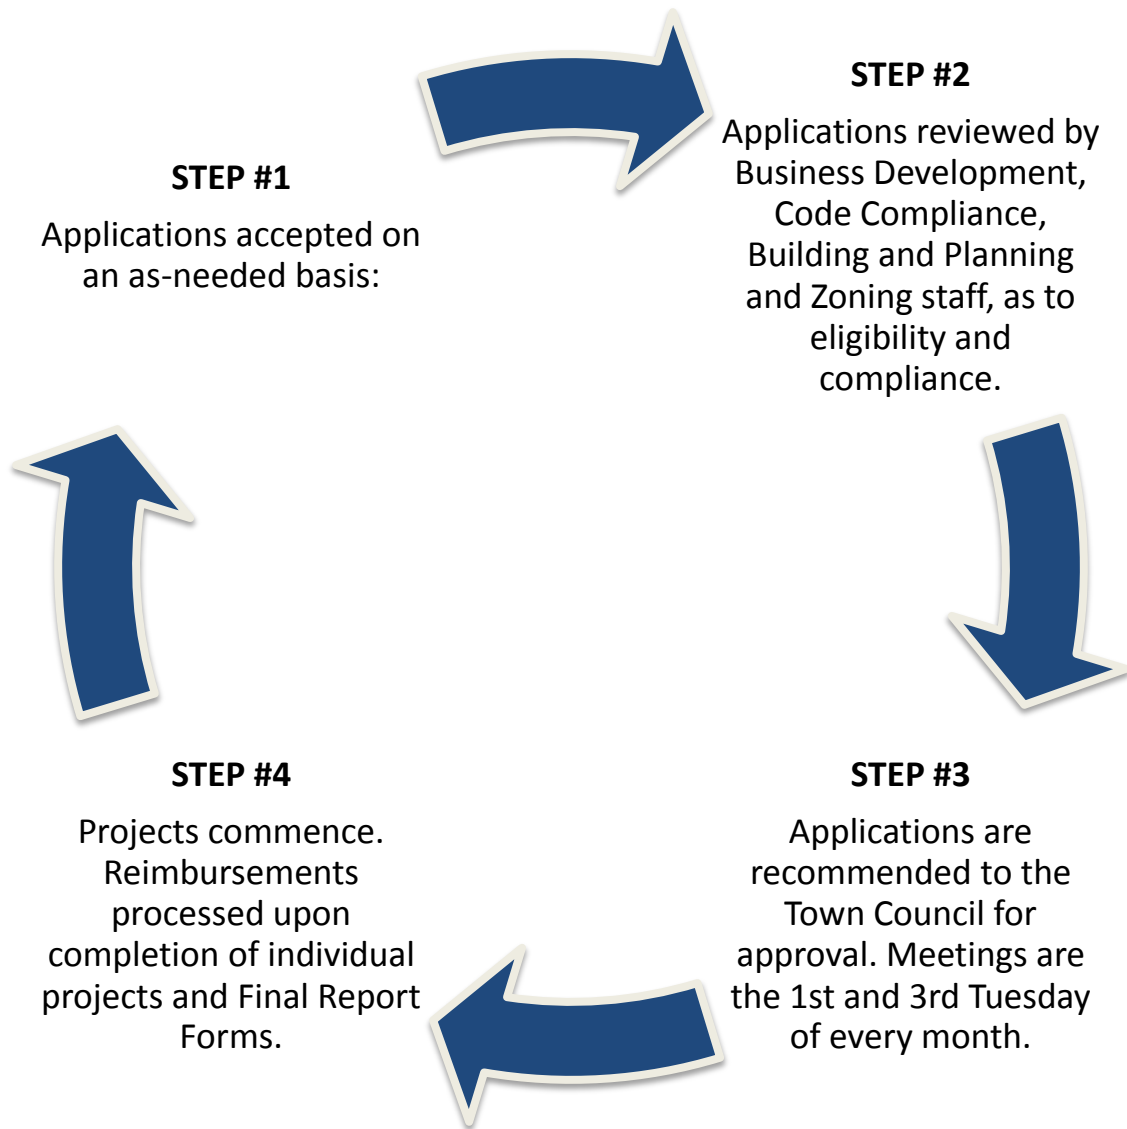 STEP #1
Applications accepted on
an as-needed basis:
STEP #2
Applications reviewed by
Business Development,
Code Compliance,
Building and Planning
and Zoning staff, as to
eligibility and
compliance.
STEP #3
Applications are
recommended to the
Town Council for
approval. Meetings are
the 1st and 3rd Tuesday
of every month.
STEP #4
Projects commence.
Reimbursements
processed upon
completion of individual
projects and Final Report
Forms.